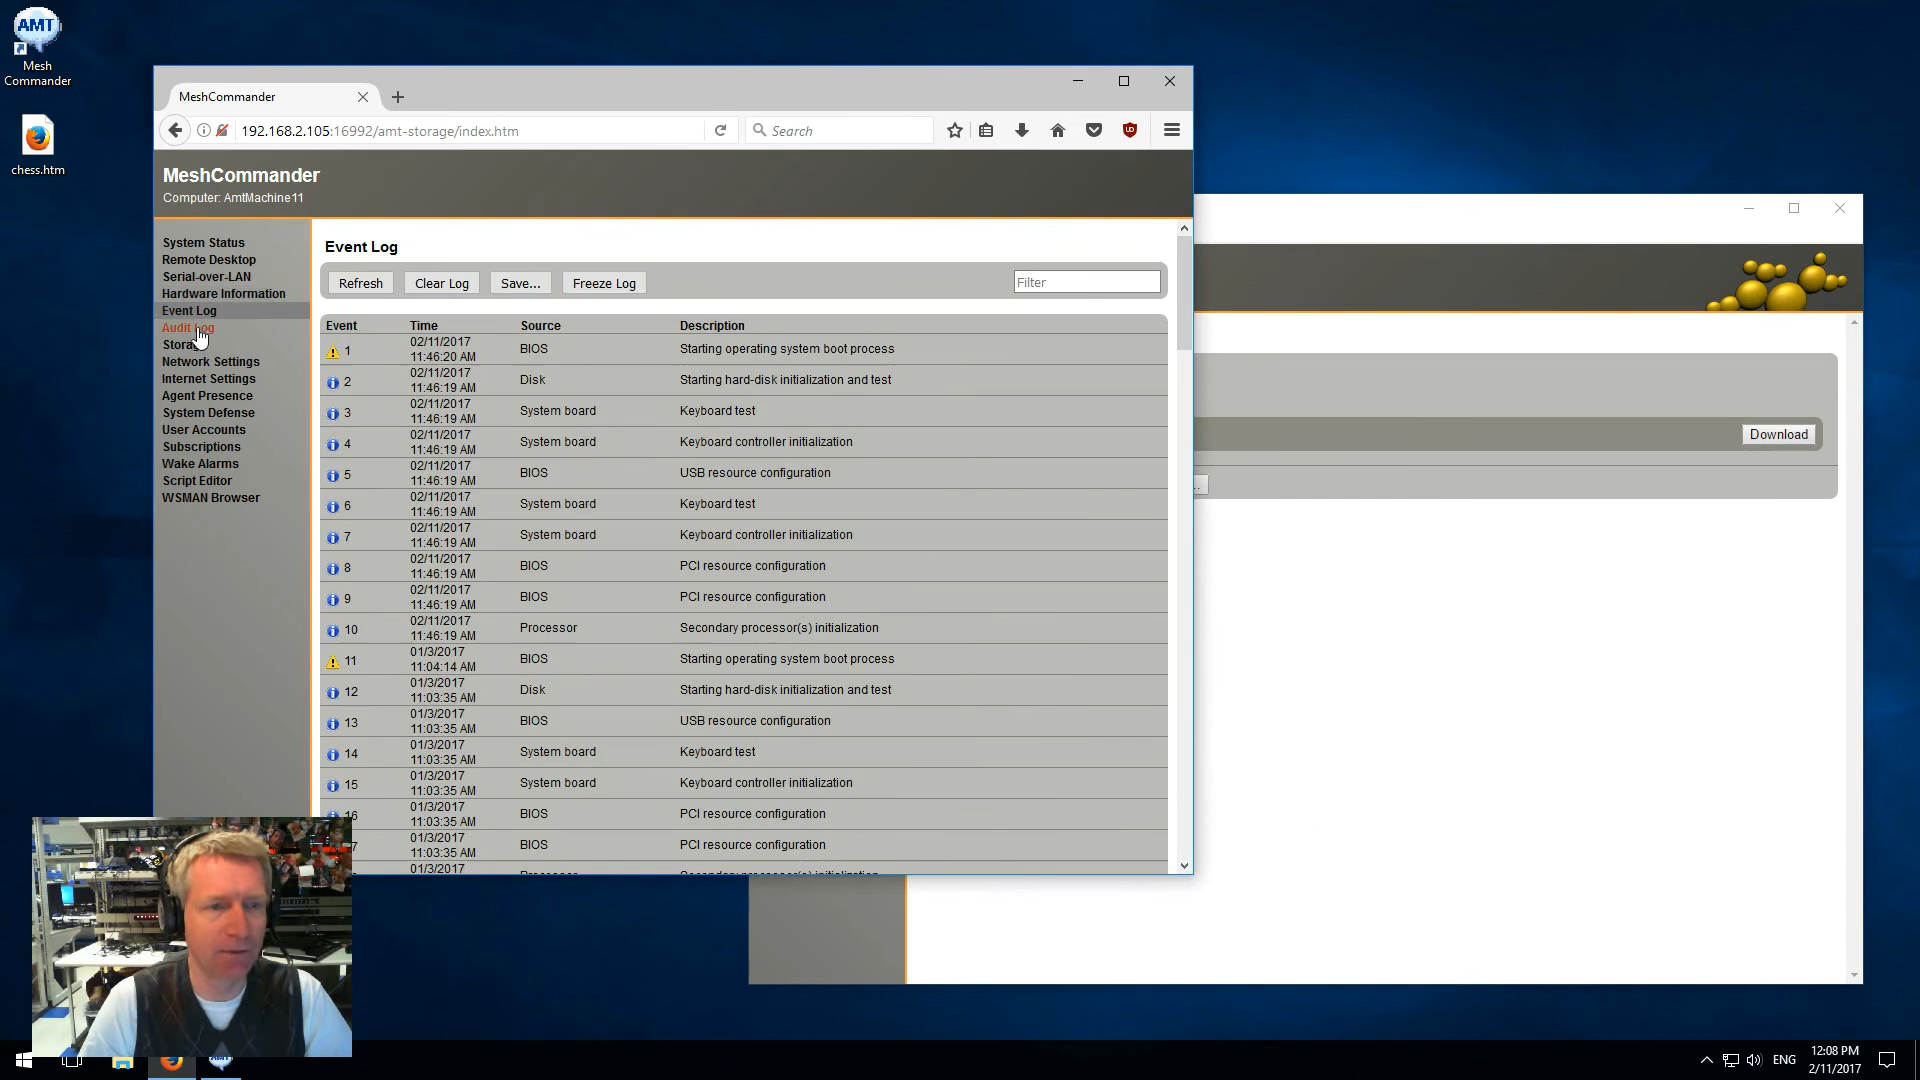 AMT
Mesh
Commander
chess.htm
MeshCommander
192.168.2.105:16992/amt-storage/index.htm
Search
MeshCommander
Computer: AmtMachine11
System Status
Remote Desktop
Serial-over-LAN
Hardware Information
Event Log
Audit Log
Storage
Network Settings
Internet Settings
Agent Presence
System Defense
User Accounts
Subscriptions
Wake Alarms
Script Editor
WSMAN Browser
Event Log
Refresh Clear Log Save... Freeze Log Filter
Event Time Source Description
1 02/11/2017 11:46:20 AM BIOS Starting operating system boot process
2 02/11/2017 11:46:19 AM Disk Starting hard-disk initialization and test
3 02/11/2017 11:46:19 AM System board Keyboard test
4 02/11/2017 11:46:19 AM System board Keyboard controller initialization
5 02/11/2017 11:46:19 AM BIOS USB resource configuration
6 02/11/2017 11:46:19 AM System board Keyboard test
7 02/11/2017 11:46:19 AM System board Keyboard controller initialization
8 02/11/2017 11:46:19 AM BIOS PCI resource configuration
9 02/11/2017 11:46:19 AM BIOS PCI resource configuration
10 02/11/2017 11:46:19 AM Processor Secondary processor(s) initialization
11 01/3/2017 11:04:14 AM BIOS Starting operating system boot process
12 01/3/2017 11:03:35 AM Disk Starting hard-disk initialization and test
13 01/3/2017 11:03:35 AM BIOS USB resource configuration
14 01/3/2017 11:03:35 AM System board Keyboard test
15 01/3/2017 11:03:35 AM System board Keyboard controller initialization
16 01/3/2017 11:03:35 AM BIOS PCI resource configuration
7 01/3/2017 11:03:35 AM BIOS PCI resource configuration
01/3/2017 Processor Secondary processor(s) initialization
Download
...
ENG
12:08 PM
2/11/2017